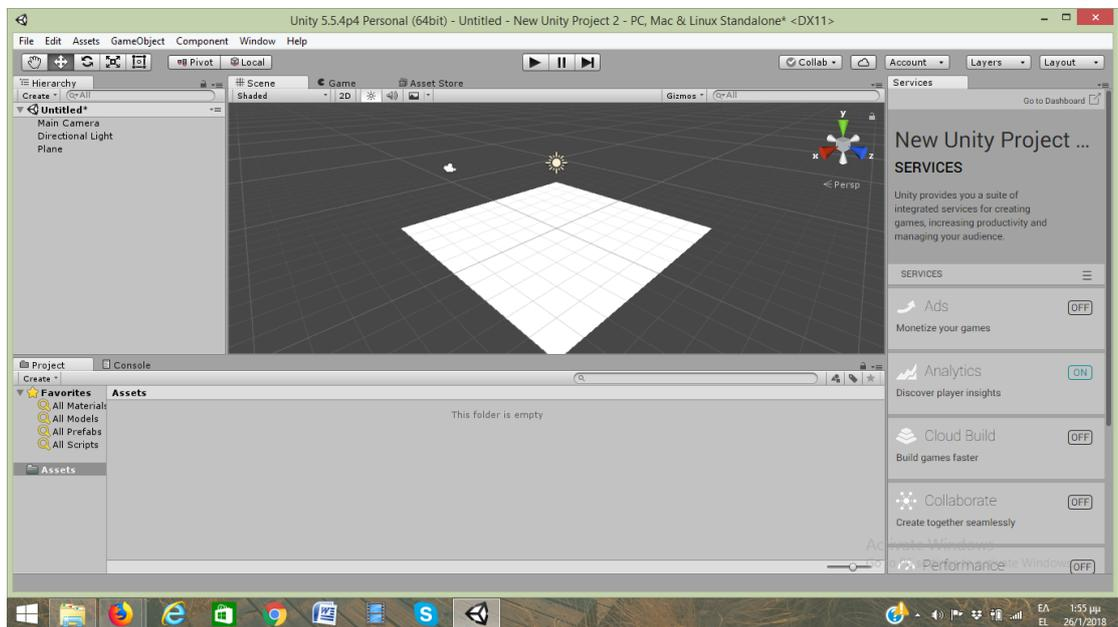 Unity 5.5.4p4 Personal (64bit) - Untitled - New Unity Project 2 - PC, Mac & Linux Standalone* <DX11>
File Edit Assets GameObject Component Window Help
Pivot Local Collab Account Layers Layout
Hierarchy
Create All
Untitled*
Main Camera
Directional Light
Plane
Scene Game Asset Store
Shaded 2D Gizmos All
y
x z
Persp
Services
Go to Dashboard
New Unity Project ...
SERVICES
Unity provides you a suite of
integrated services for creating
games, increasing productivity and
managing your audience.
SERVICES
Ads OFF
Monetize your games
Analytics ON
Discover player insights
Cloud Build OFF
Build games faster
Collaborate OFF
Create together seamlessly
Performance OFF
Project Console
Create
Favorites
All Materials
All Models
All Prefabs
All Scripts
Assets
Assets
This folder is empty
Activate Windows
ΕΛ 1:55 μμ
EL 26/1/2018